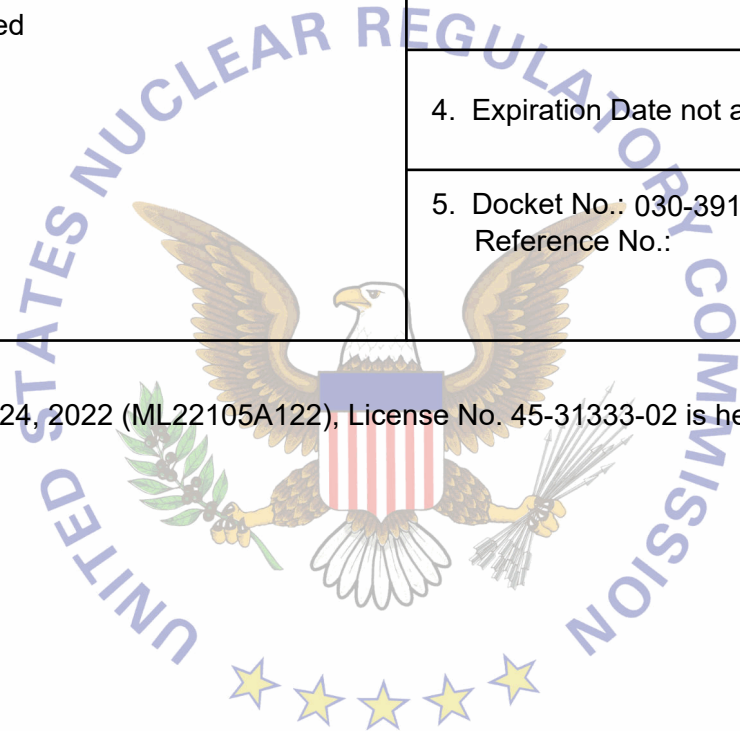 ed
4. Expiration Date not a
5. Docket No.: 030-391
Reference No.:
24, 2022 (ML22105A122), License No. 45-31333-02 is he
UNITED STATES NUCLEAR REGULATORY COMMISSION